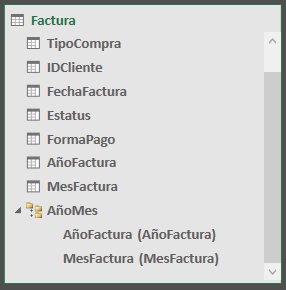 Factura
TipoCompra
IDCliente
FechaFactura
Estatus
FormaPago
AñoFactura
MesFactura
AñoMes
AñoFactura (AñoFactura)
MesFactura (MesFactura)